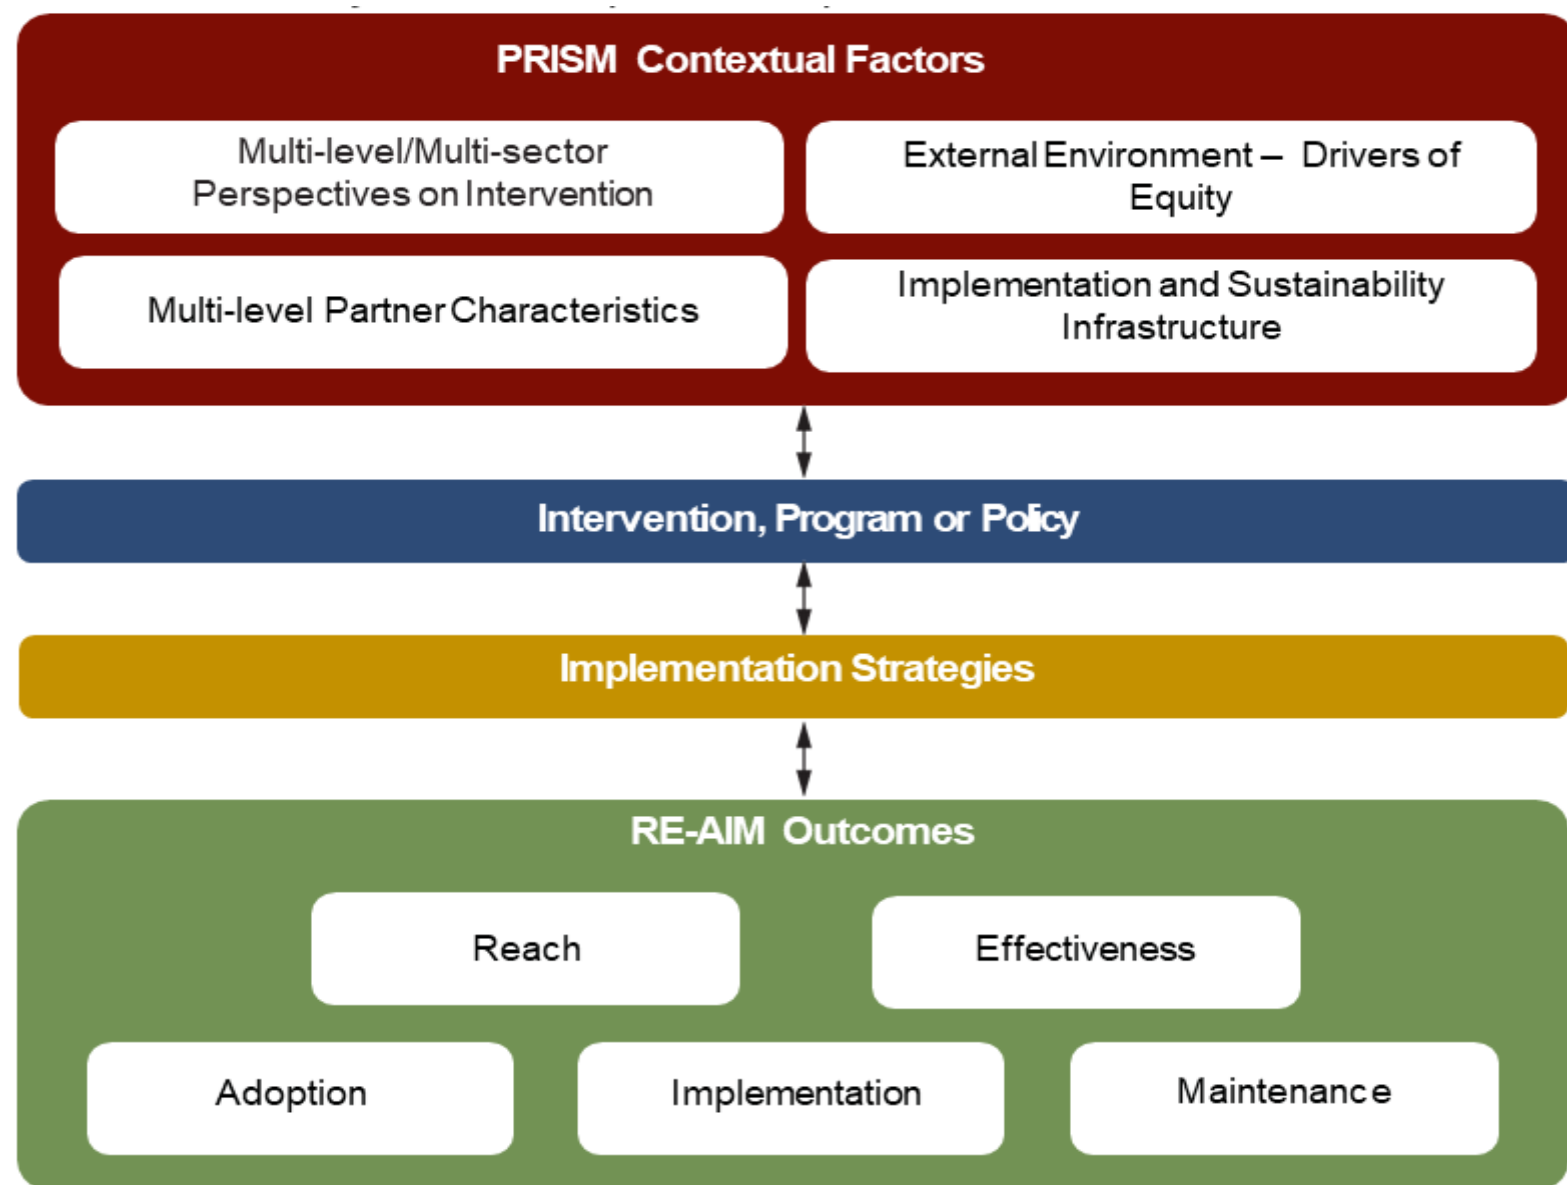 PRISM Contextual Factors
Multi-level/Multi-sector
Perspectives on Intervention
External Environment – Drivers of
Equity
Multi-level Partner Characteristics
Implementation and Sustainability
Infrastructure
Intervention, Program or Policy
Implementation Strategies
RE-AIM Outcomes
Reach
Effectiveness
Adoption
Implementation
Maintenance